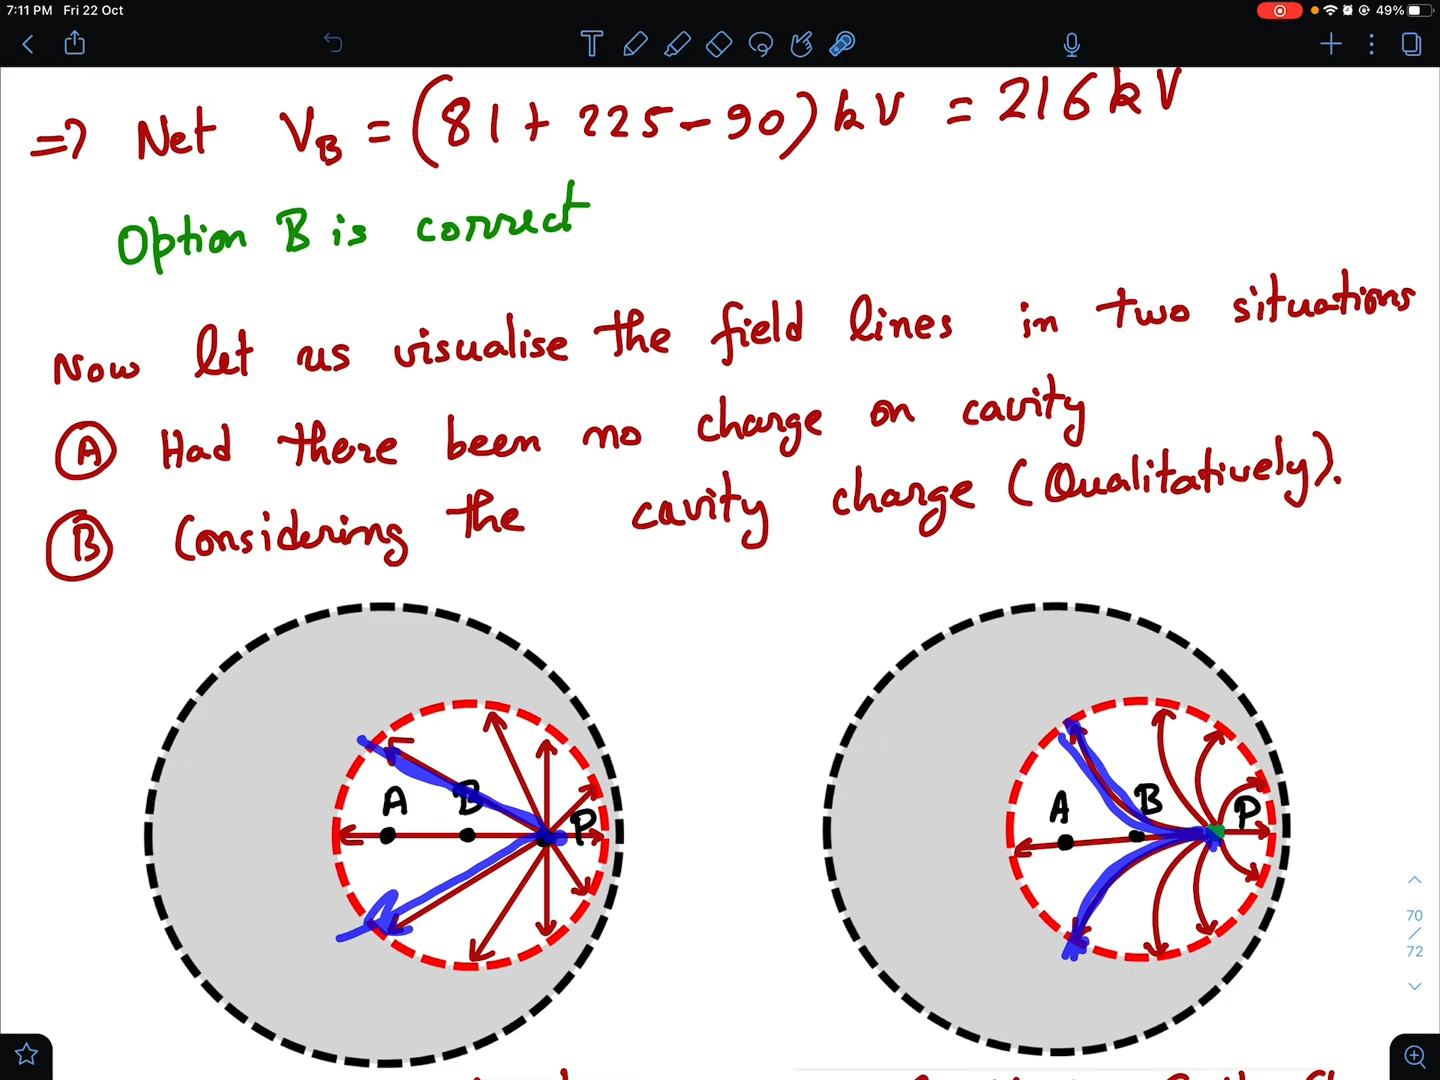 7:11 PM Fri 22 Oct 49%
=> Net VB = (81 + 225 - 90) kV = 216 kV
Option B is correct
Now let us visualise the field lines in two situations
(A) Had there been no charge on cavity
(B) Considering the cavity charge (Qualitatively).
A B P
A B P
70
/
72